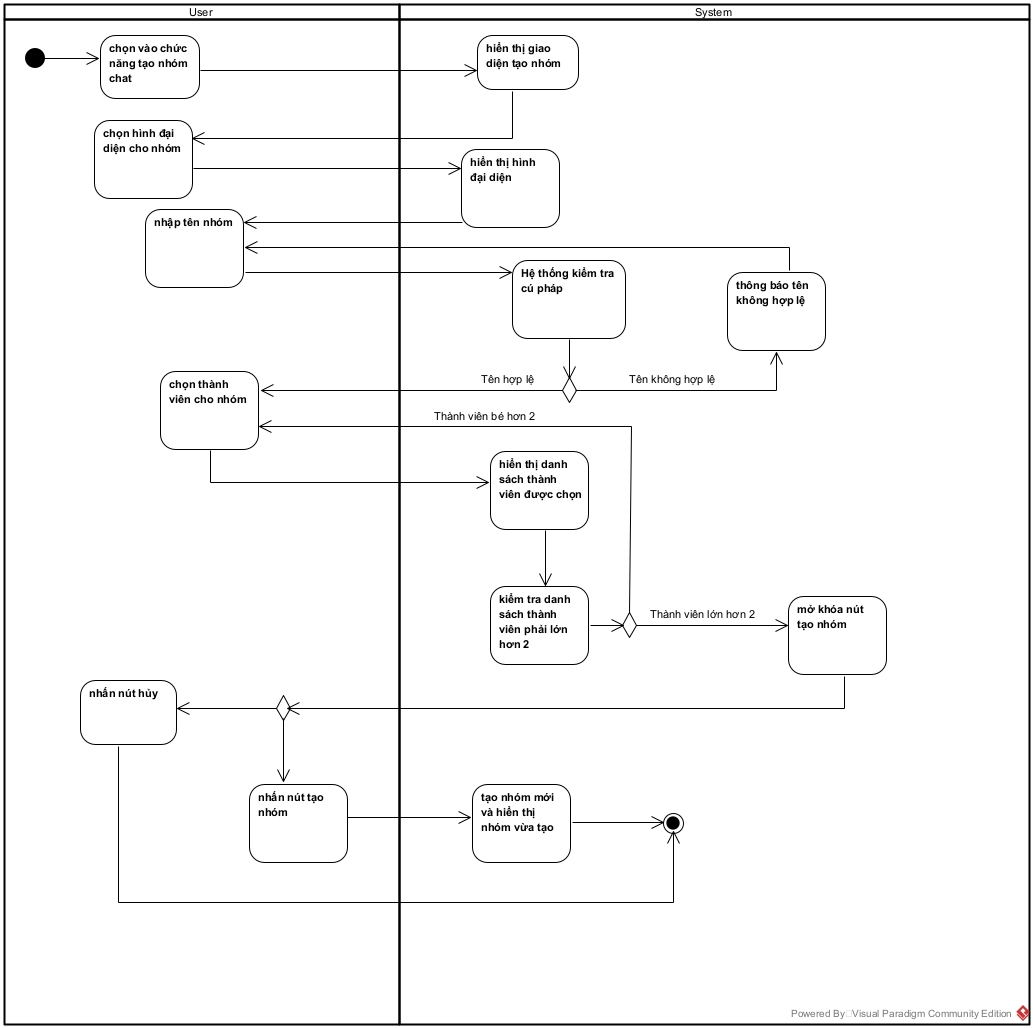 User
System
chọn vào chức
năng tạo nhóm
chat
hiển thị giao
diện tạo nhóm
chọn hình đại
diện cho nhóm
hiển thị hình
đại diện
nhập tên nhóm
Hệ thống kiểm tra
cú pháp
thông báo tên
không hợp lệ
Tên hợp lệ
Tên không hợp lệ
chọn thành
viên cho nhóm
Thành viên bé hơn 2
hiển thị danh
sách thành
viên được chọn
kiểm tra danh
sách thành
viên phải lớn
hơn 2
Thành viên lớn hơn 2
mở khóa nút
tạo nhóm
nhấn nút hủy
nhấn nút tạo
nhóm
tạo nhóm mới
và hiển thị
nhóm vừa tạo
Powered By Visual Paradigm Community Edition